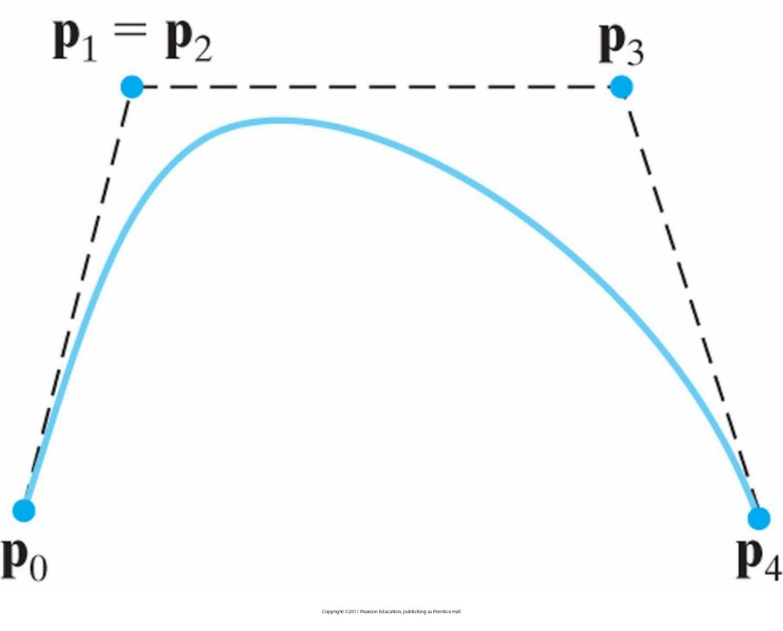 p₁ = p₂
p₃
p₀
p₄
Copyright ©2011 Pearson Education, publishing as Prentice Hall